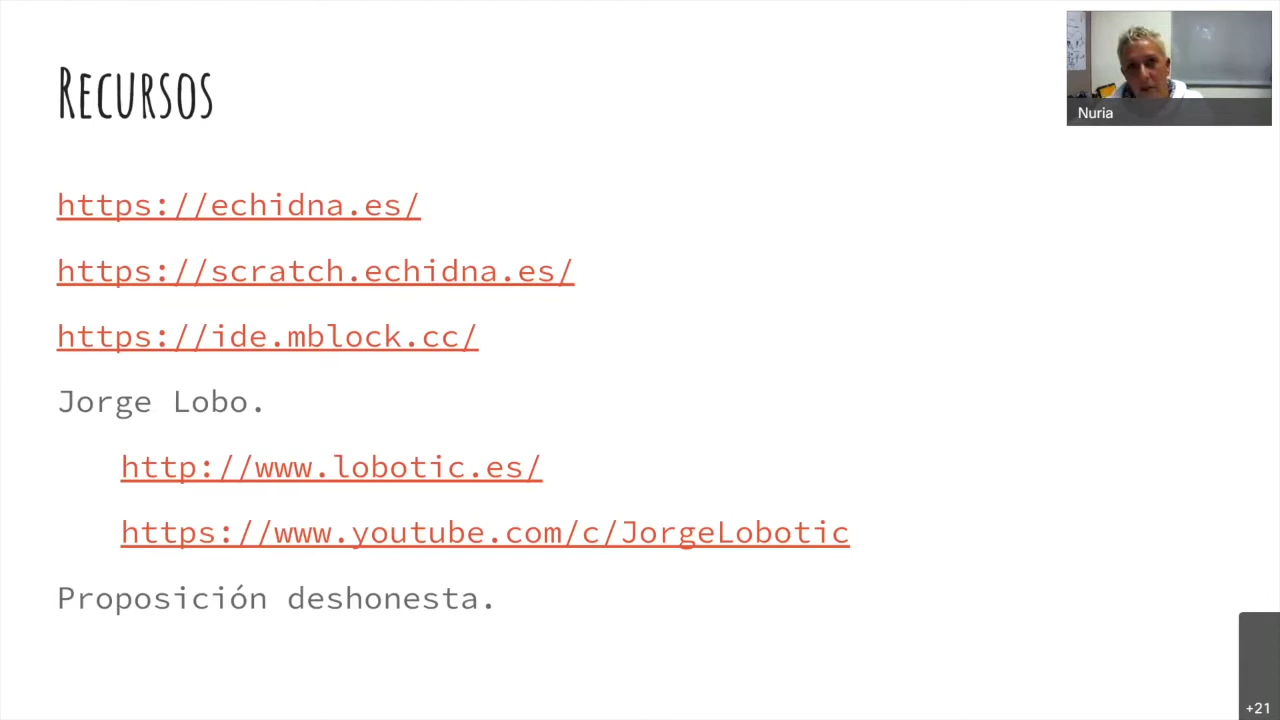 Recursos
Nuria
https://echidna.es/
https://scratch.echidna.es/
https://ide.mblock.cc/
Jorge Lobo.
http://www.lobotic.es/
https://www.youtube.com/c/JorgeLobotic
Proposición deshonesta.
+21